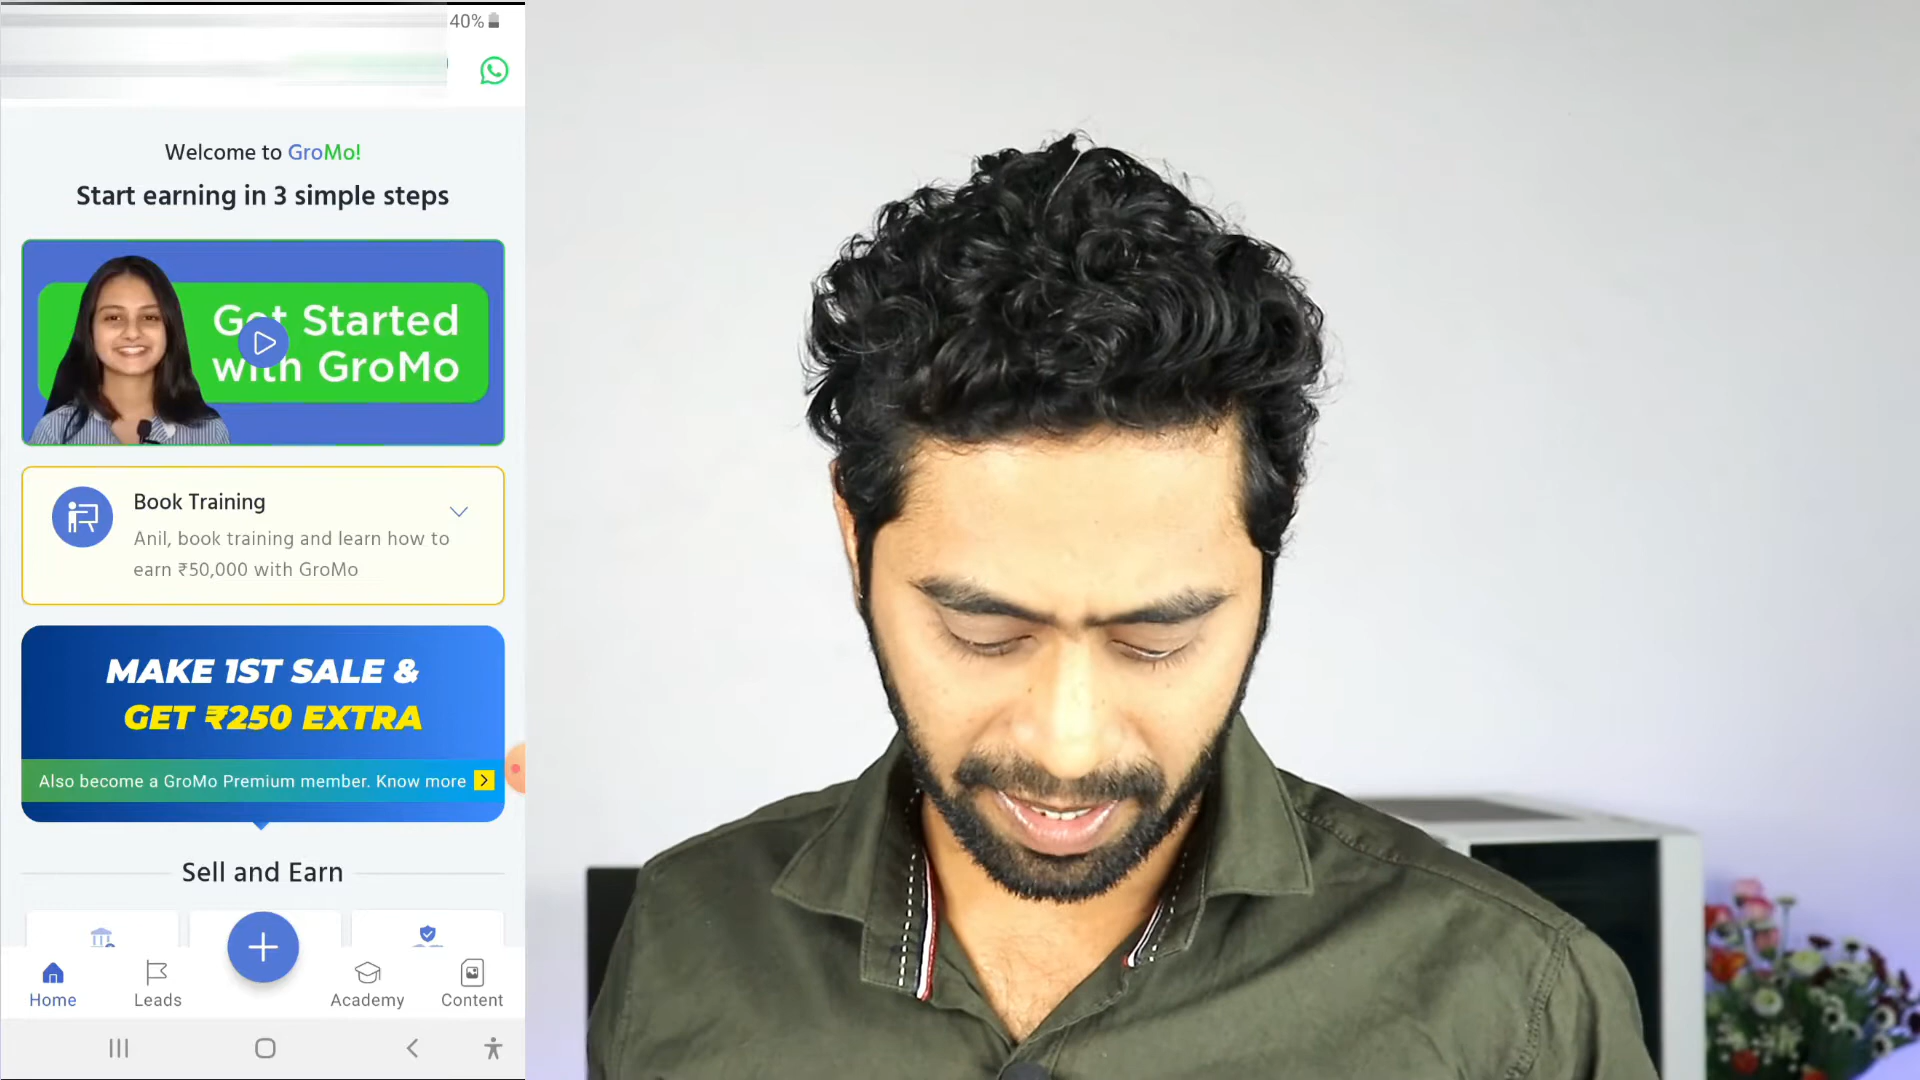 40%
Welcome to GroMo!
Start earning in 3 simple steps
Get Started
with GroMo
Book Training
Anil, book training and learn how to
earn ₹50,000 with GroMo
MAKE 1ST SALE &
GET ₹250 EXTRA
Also become a GroMo Premium member. Know more
Sell and Earn
Home
Leads
Academy
Content